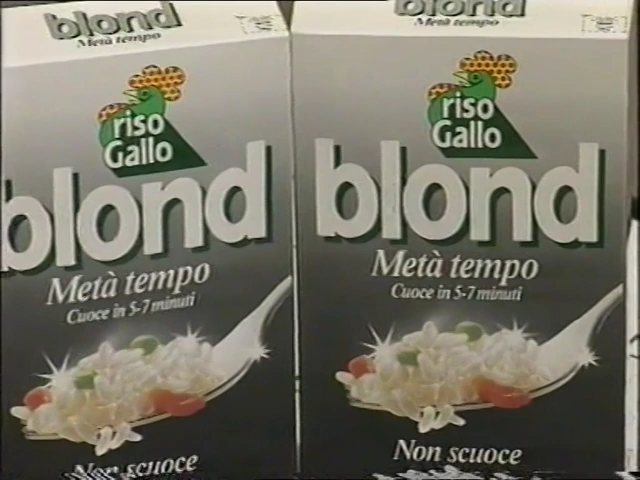 blond
Metà tempo
riso
Gallo
blond
Metà tempo
Cuoce in 5-7 minuti
Non scuoce
blond
Metà tempo
riso
Gallo
blond
Metà tempo
Cuoce in 5-7 minuti
Non scuoce